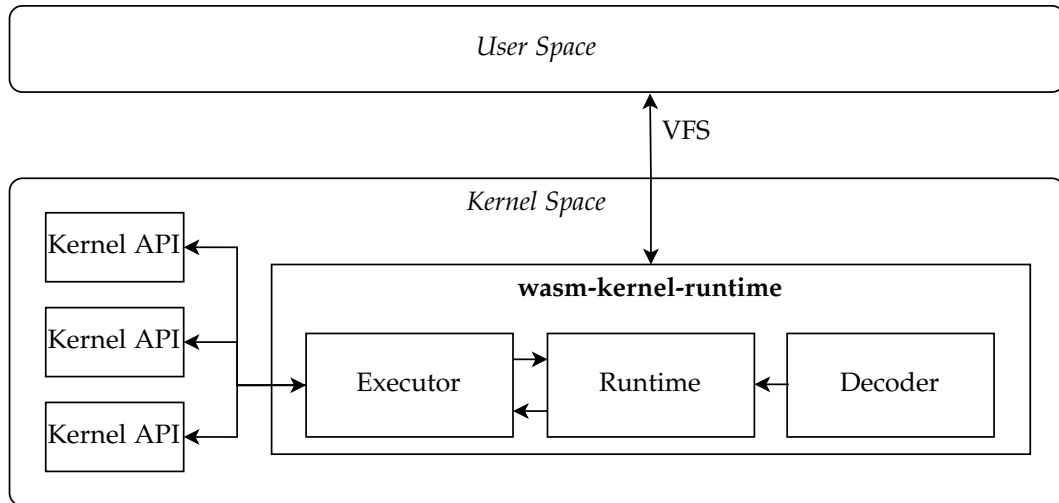 User Space
VFS
Kernel Space
Kernel API
Kernel API
Kernel API
wasm-kernel-runtime
Executor
Runtime
Decoder